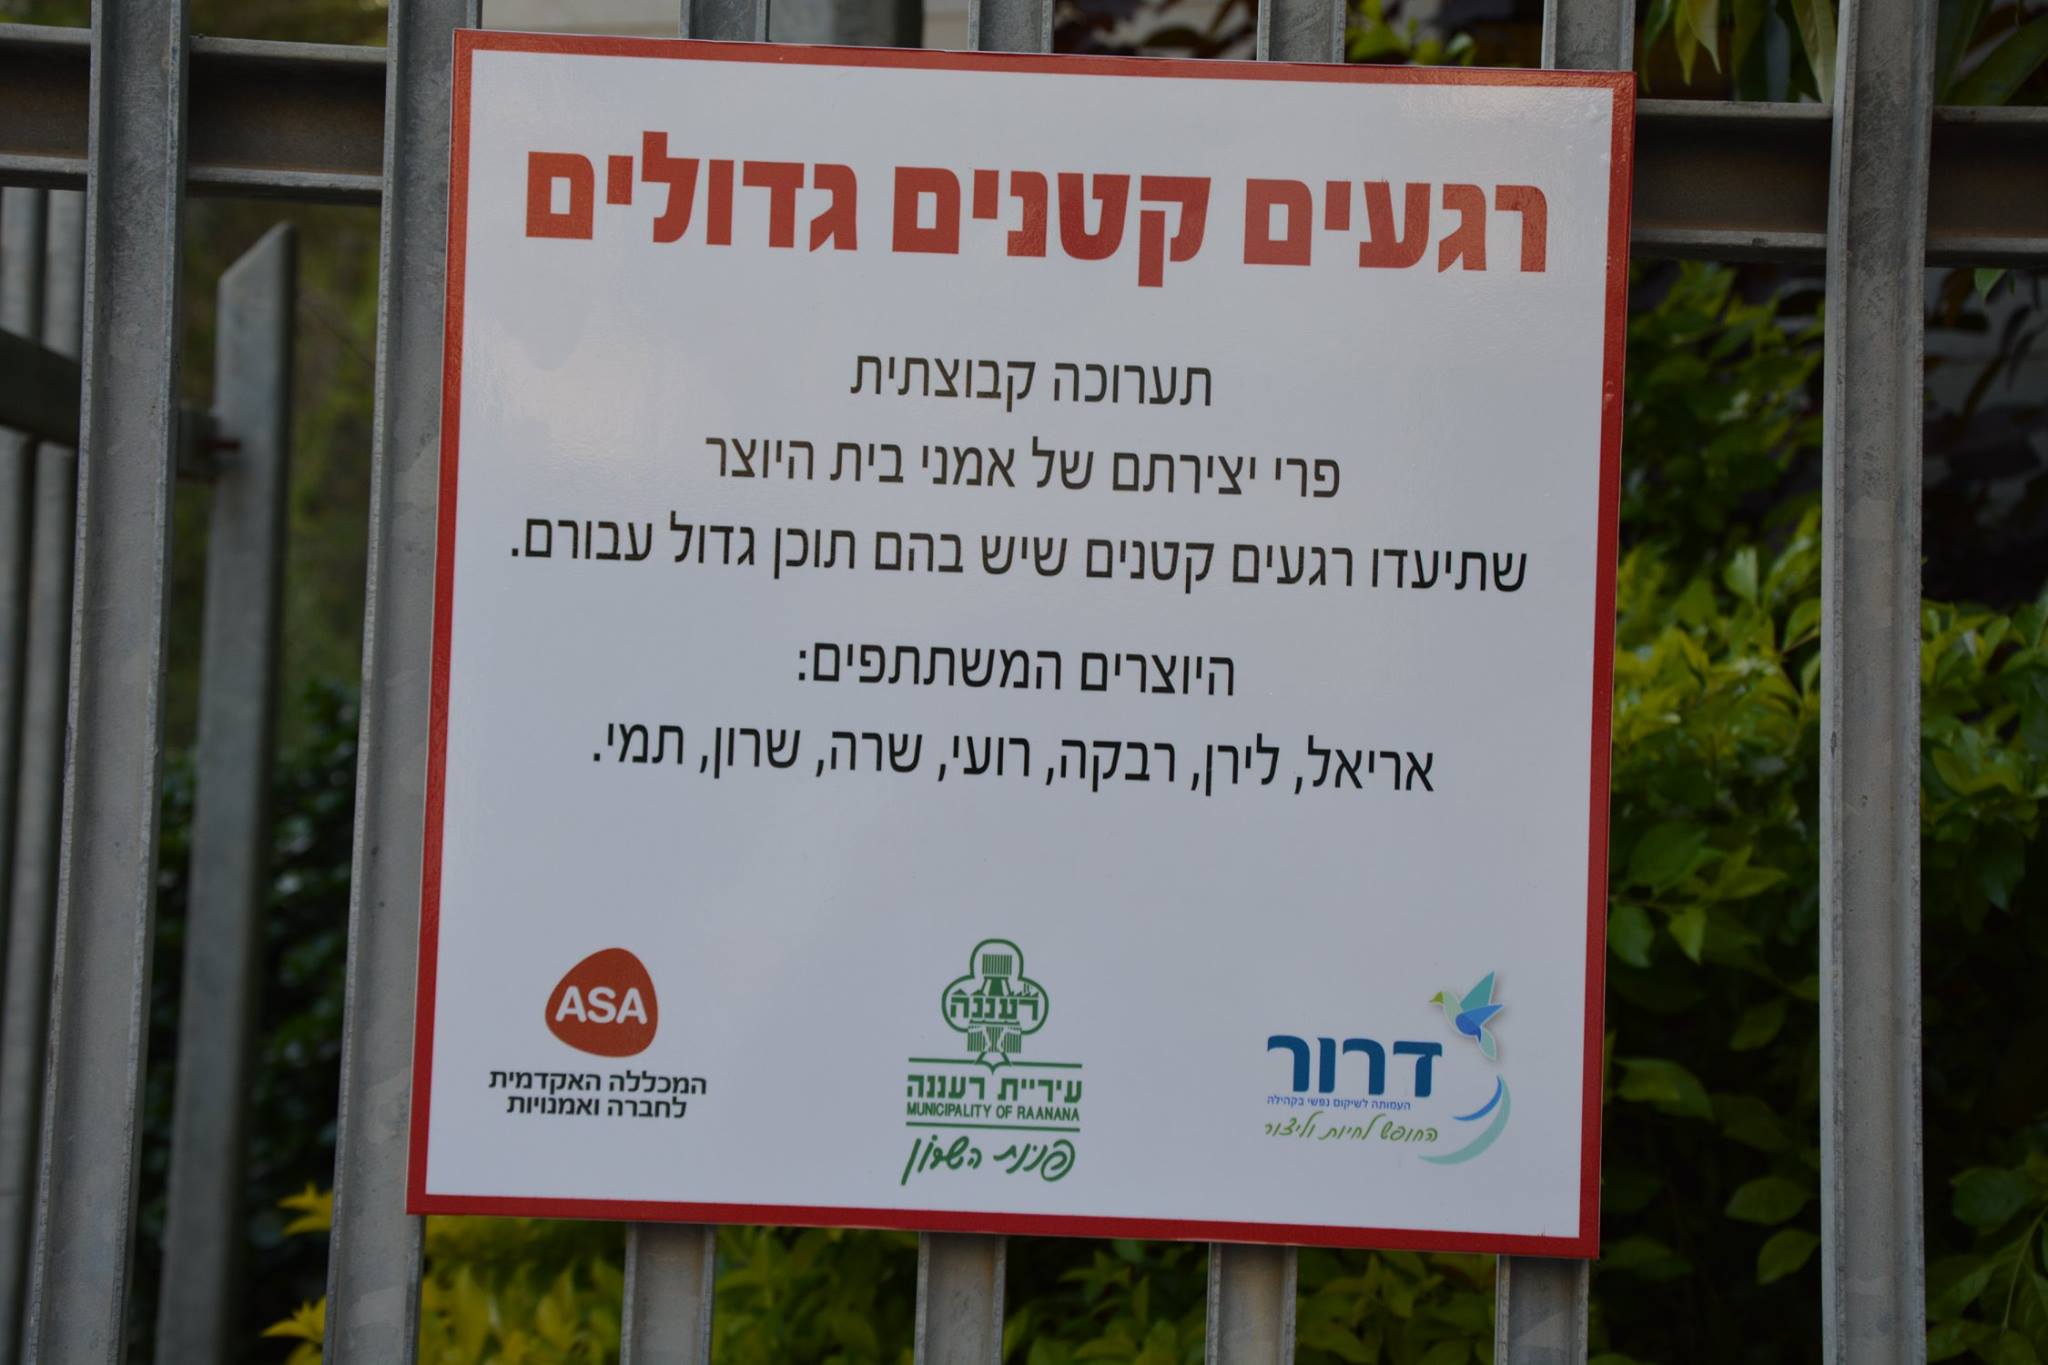 רגעים קטנים גדולים
תערוכה קבוצתית
פרי יצירתם של אמני בית היוצר
שתיעדו רגעים קטנים שיש בהם תוכן גדול עבורם.
היוצרים המשתתפים:
אריאל, לירן, רבקה, רועי, שרה, שרון, תמי.
דרור
העמותה לשיקום נפשי בקהילה
החופש לחיות וליצור
רעננה
עיריית רעננה
MUNICIPALITY OF RAANANA
פנינת השרון
ASA
המכללה האקדמית
לחברה ואמנויות